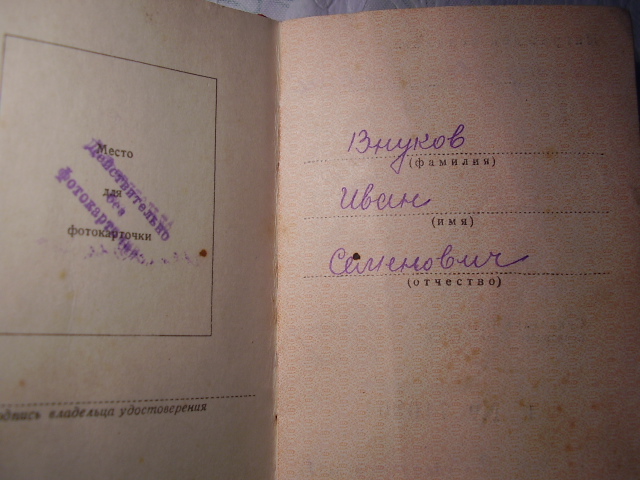 Место
для
фотокарточки
Действительно
без
фотокарточки
подпись владельца удостоверения
Внуков
(фамилия)
Иван
(имя)
Семенович
(отчество)